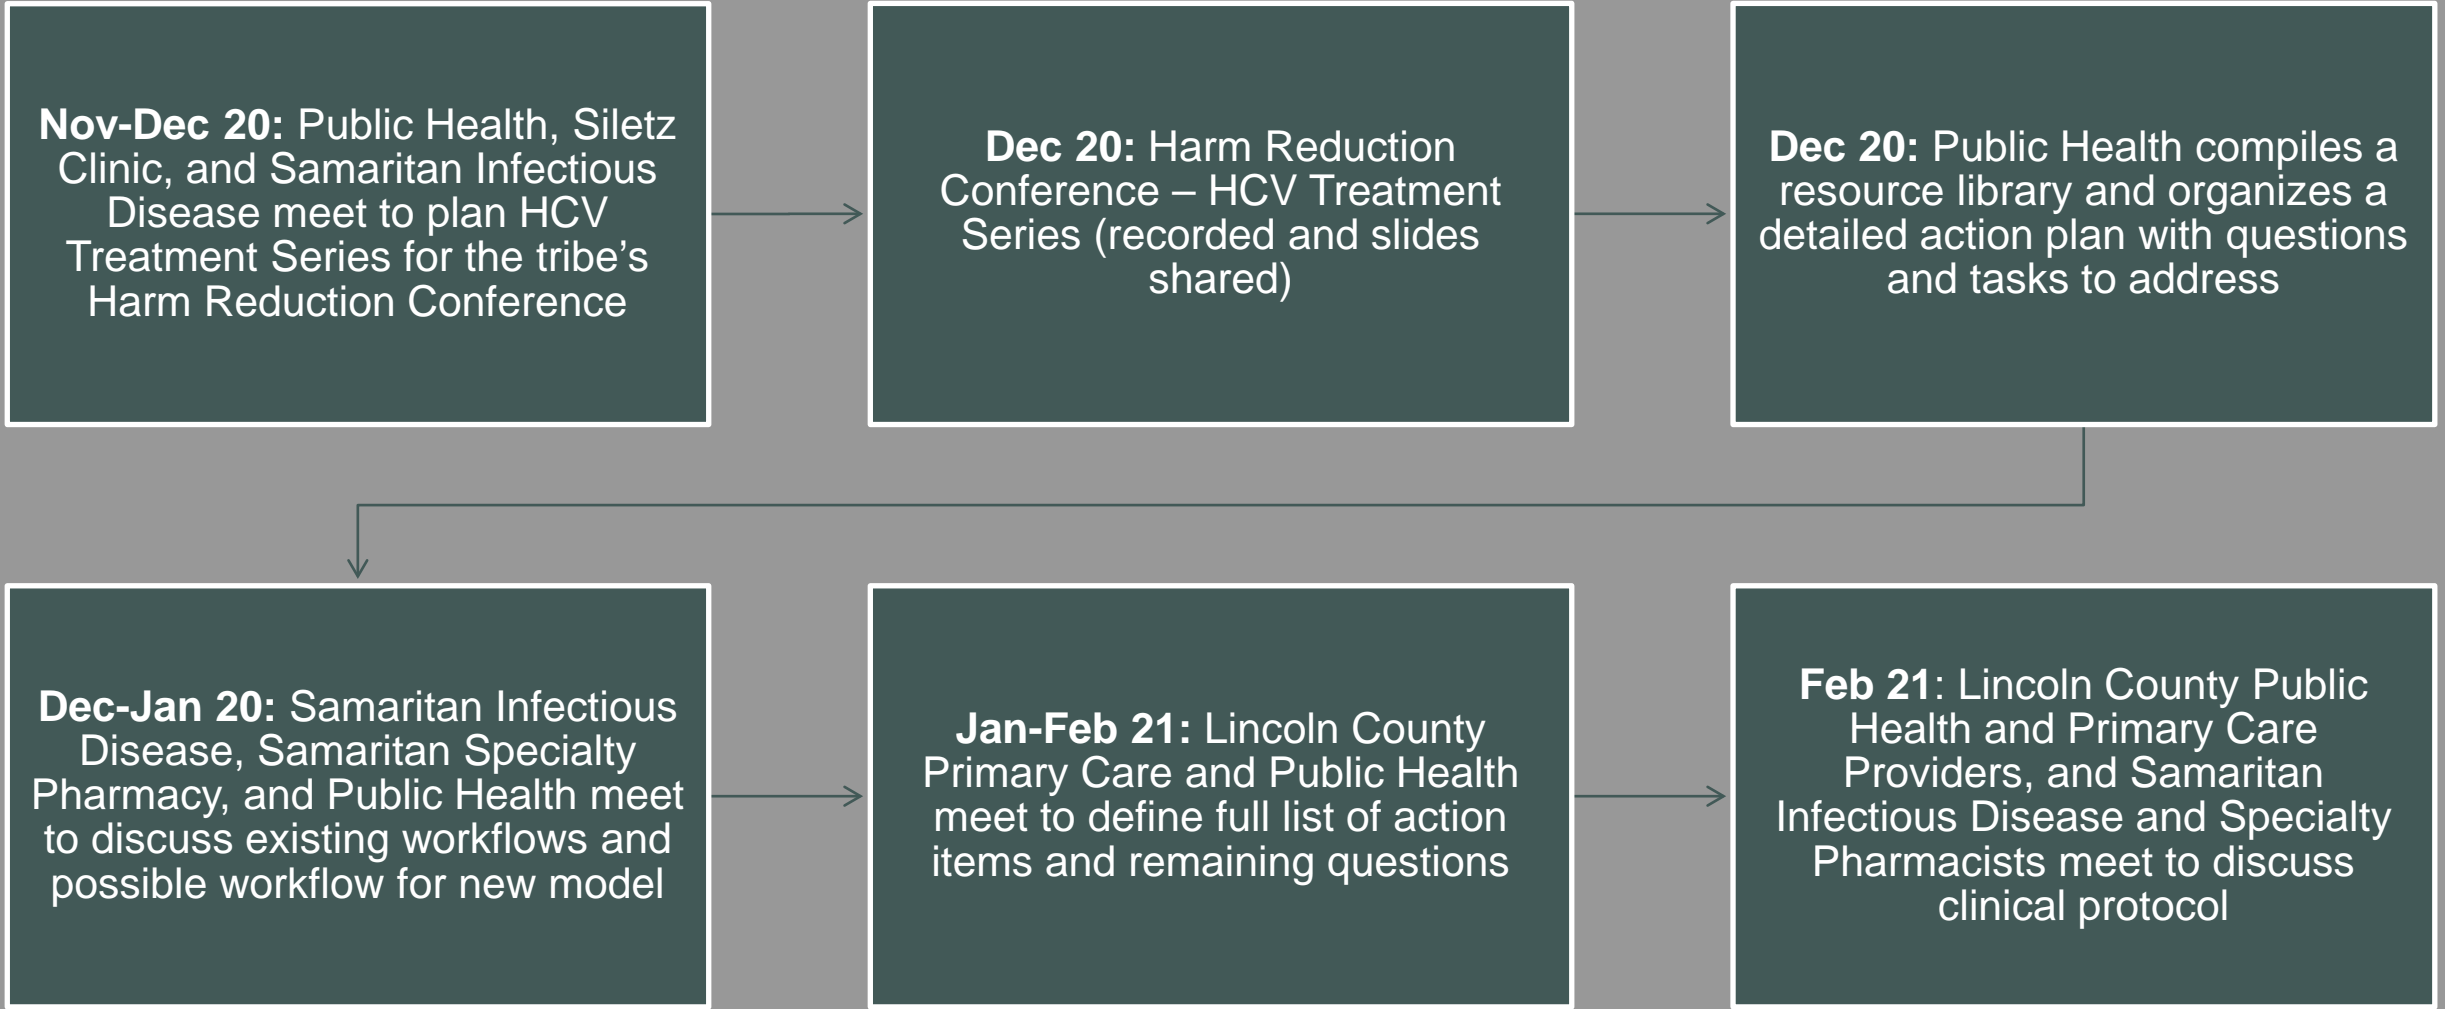 Nov-Dec 20: Public Health, Siletz
Clinic, and Samaritan Infectious
Disease meet to plan HCV
Treatment Series for the tribe’s
Harm Reduction Conference
Dec 20: Harm Reduction
Conference – HCV Treatment
Series (recorded and slides
shared)
Dec 20: Public Health compiles a
resource library and organizes a
detailed action plan with questions
and tasks to address
Dec-Jan 20: Samaritan Infectious
Disease, Samaritan Specialty
Pharmacy, and Public Health meet
to discuss existing workflows and
possible workflow for new model
Jan-Feb 21: Lincoln County
Primary Care and Public Health
meet to define full list of action
items and remaining questions
Feb 21: Lincoln County Public
Health and Primary Care
Providers, and Samaritan
Infectious Disease and Specialty
Pharmacists meet to discuss
clinical protocol